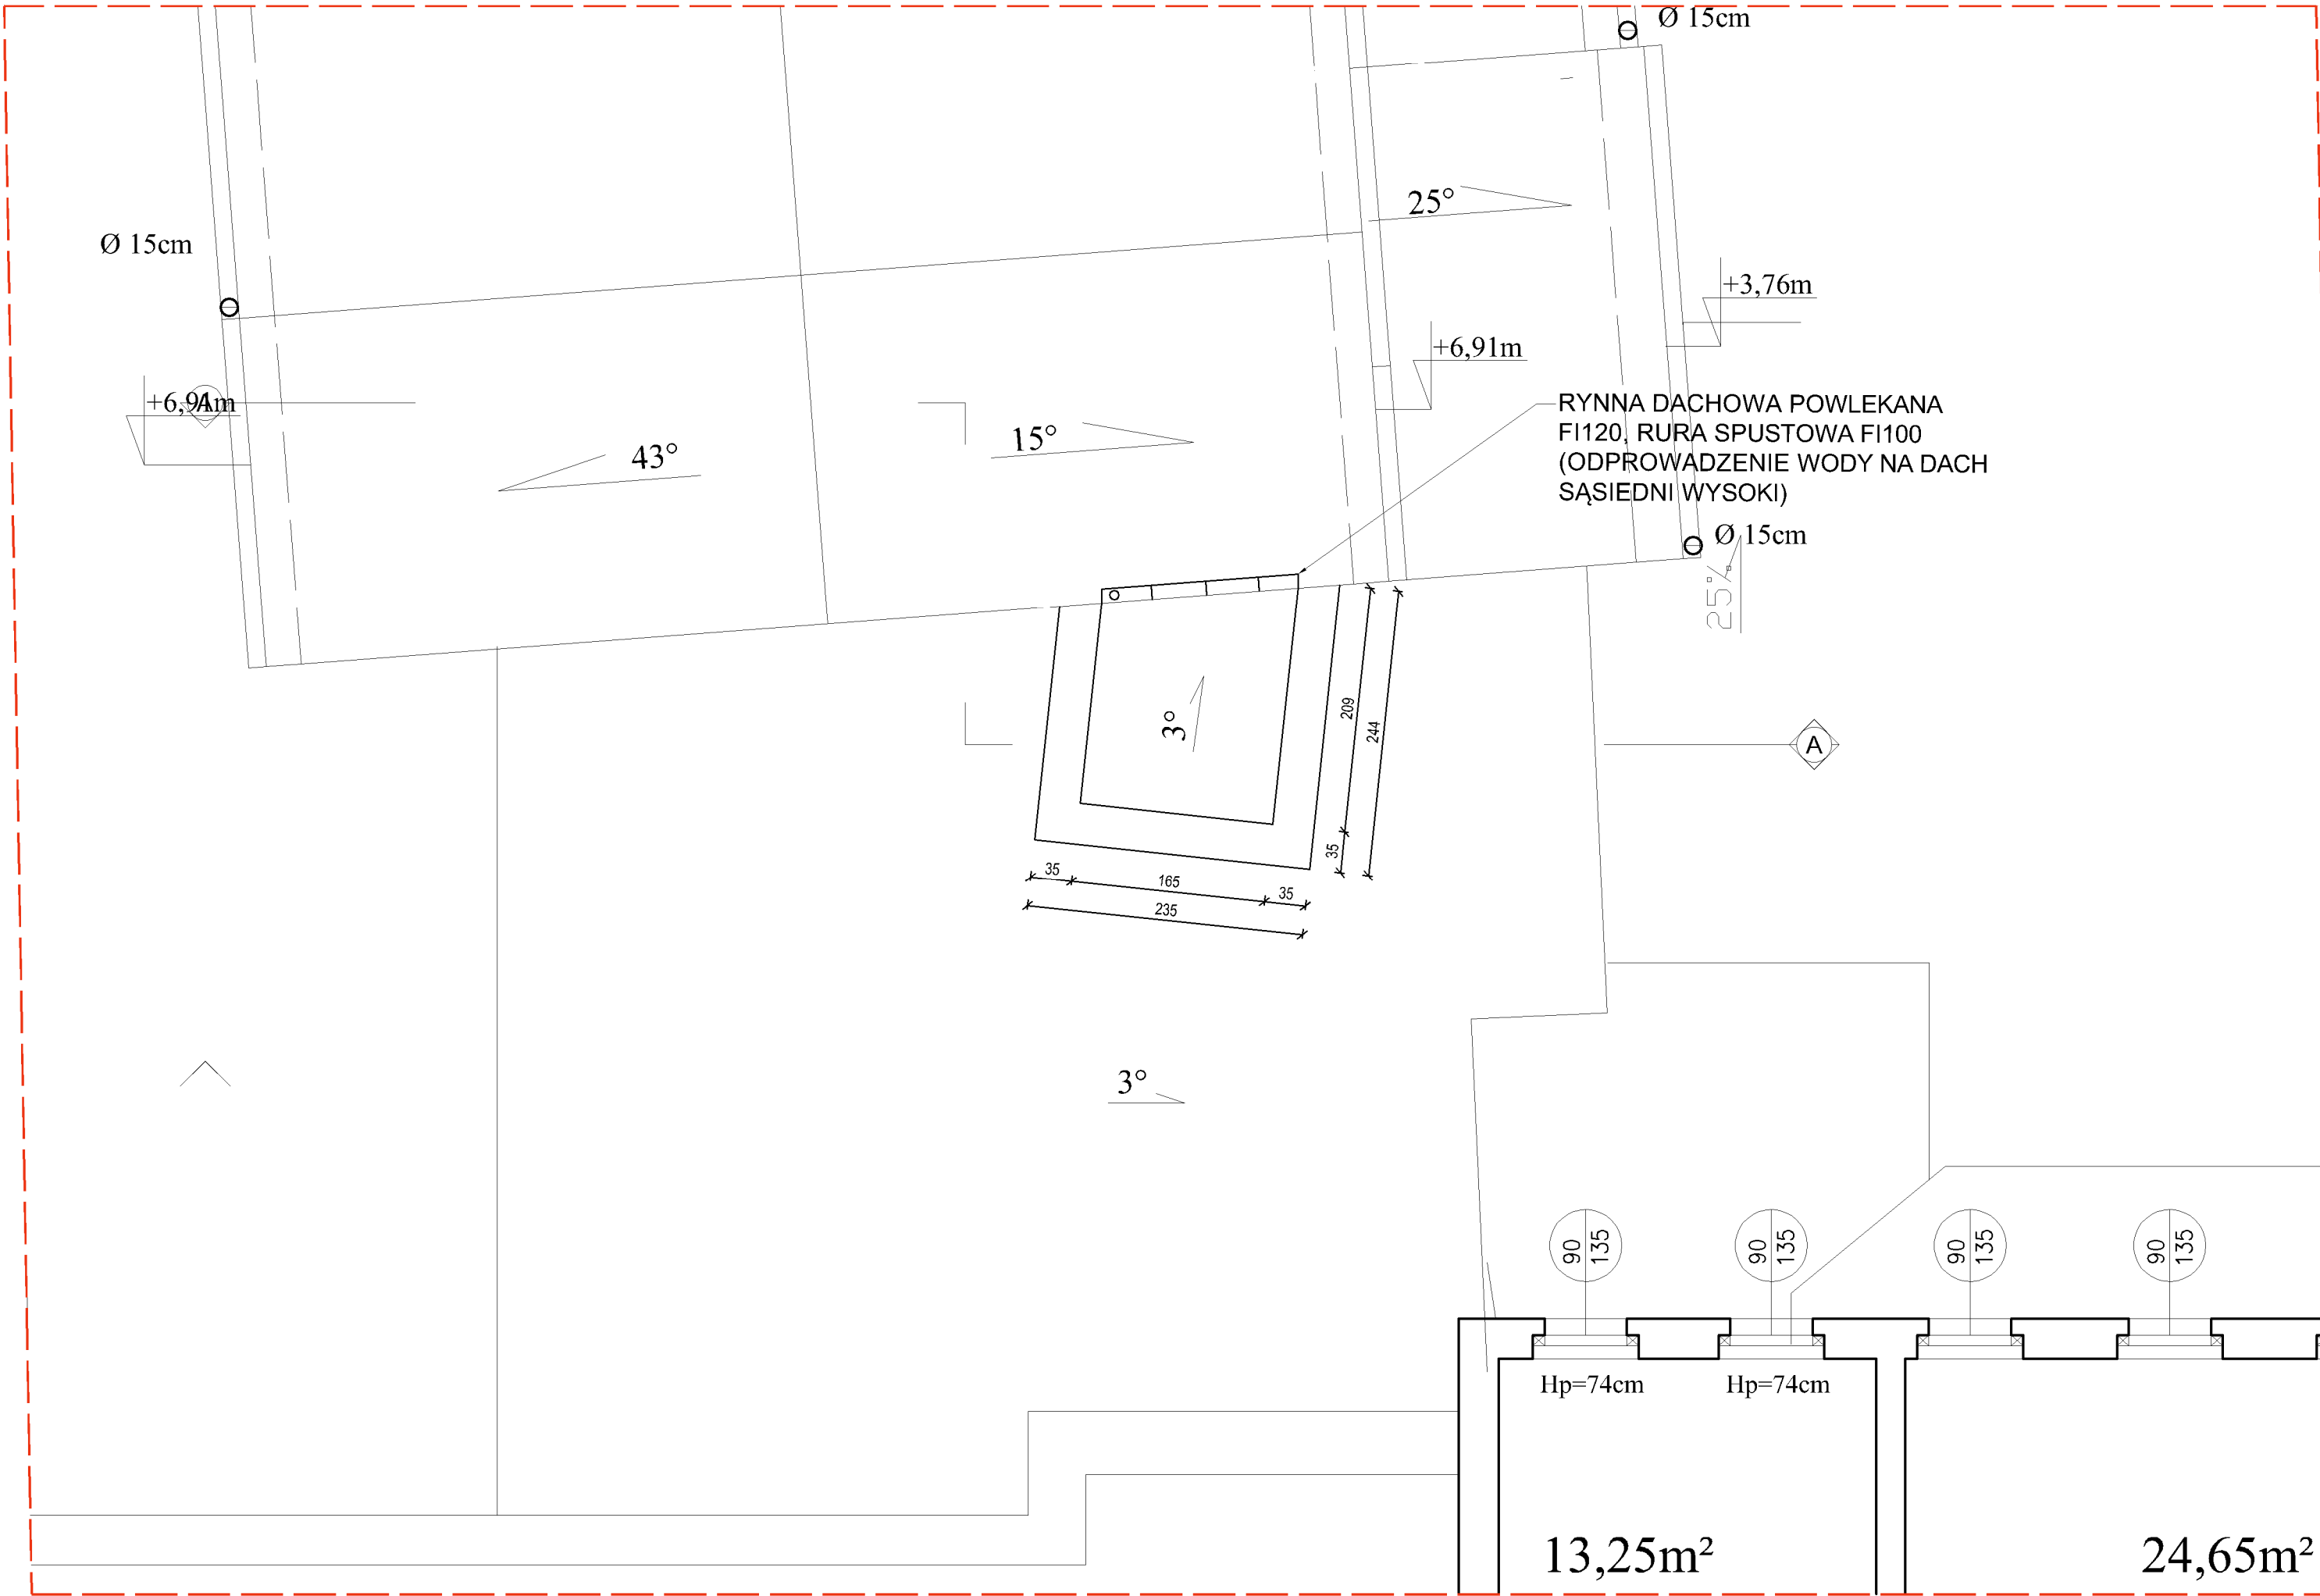 Ø 15cm
25°
Ø 15cm
+3,76m
+6,91m
+6,91m
A
RYNNA DACHOWA POWLEKANA
FI120, RURA SPUSTOWA FI100
(ODPROWADZENIE WODY NA DACH
SĄSIEDNI WYSOKI)
15°
43°
Ø 15cm
25%
209
244
3°
A
35
35
165
35
235
3°
90
135
90
135
90
135
90
135
Hp=74cm
Hp=74cm
13,25m²
24,65m²